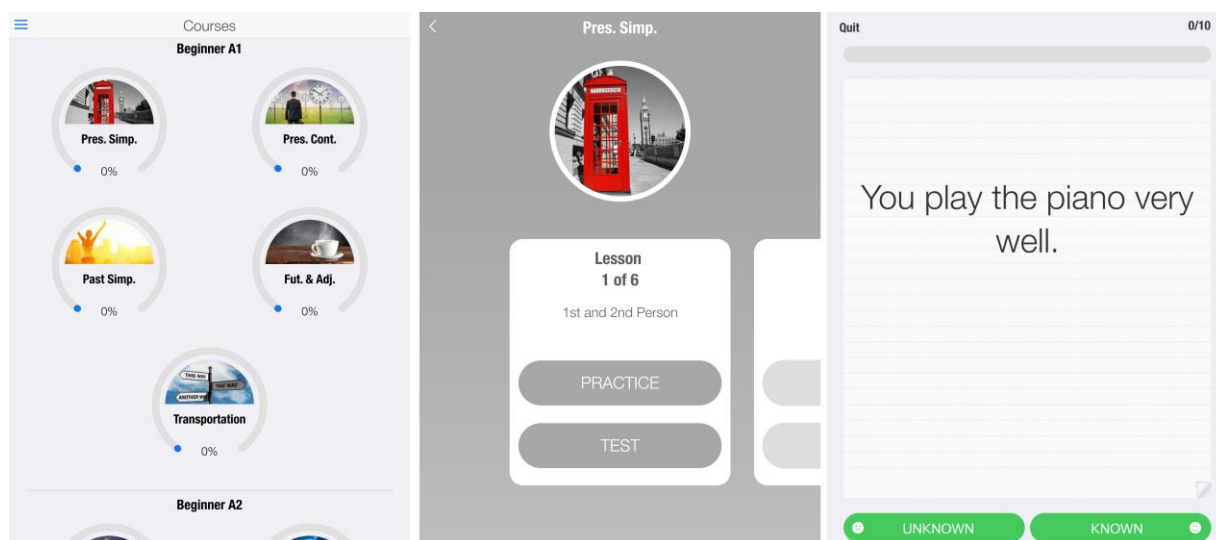 Courses
Beginner A1
Pres. Simp.
0%
Pres. Cont.
0%
Past Simp.
0%
Fut. & Adj.
0%
THIS WAY
THAT WAY
ANOTHER WAY
Transportation
0%
Beginner A2
Pres. Simp.
TELEPHONE
Lesson
1 of 6
1st and 2nd Person
PRACTICE
TEST
Quit
0/10
You play the piano very
well.
UNKNOWN
KNOWN